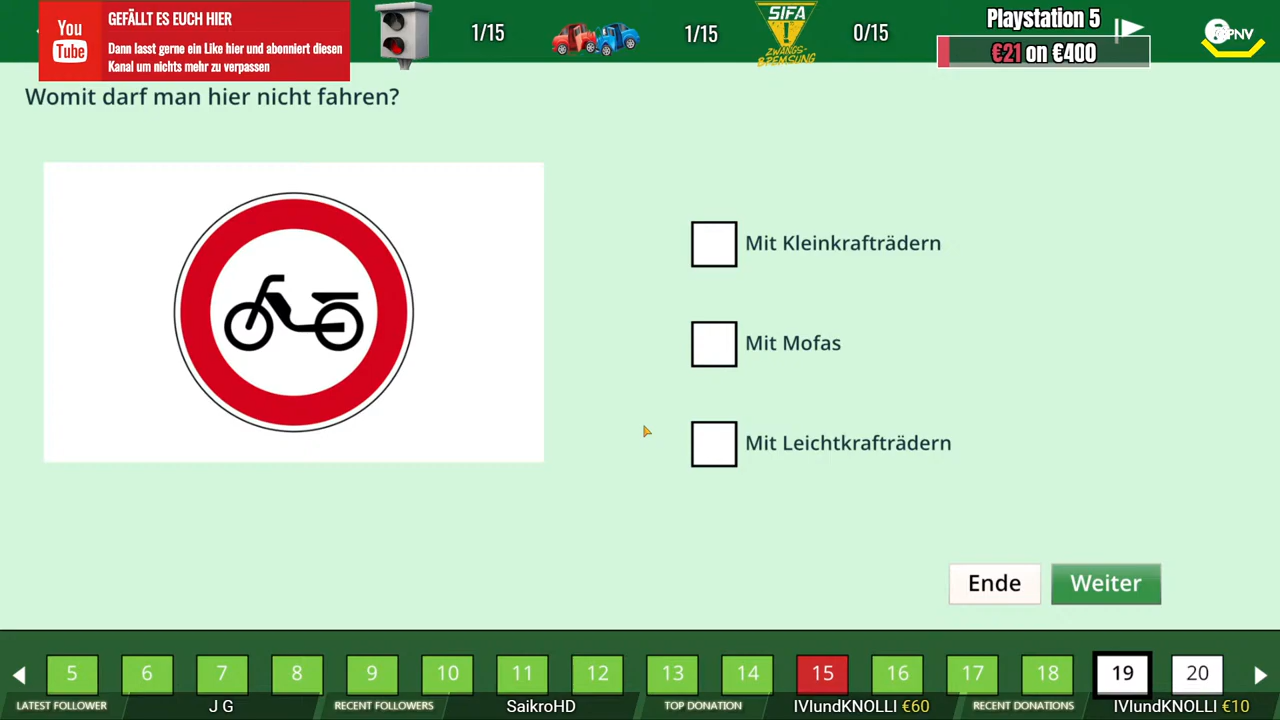 You
Tube
GEFÄLLT ES EUCH HIER
Dann lasst gerne ein Like hier und abonniert diesen
Kanal um nichts mehr zu verpassen
1/15
1/15
SIFA
ZWANGS-
BREMSUNG
0/15
Playstation 5
€21 on €400
ÖPNV
Womit darf man hier nicht fahren?
Mit Kleinkrafträdern
Mit Mofas
Mit Leichtkrafträdern
Ende
Weiter
5
6
7
8
9
10
11
12
13
14
15
16
17
18
19
20
LATEST FOLLOWER
J G
RECENT FOLLOWERS
SaikroHD
TOP DONATION
IVIundKNOLLI €60
RECENT DONATIONS
IVIundKNOLLI €10